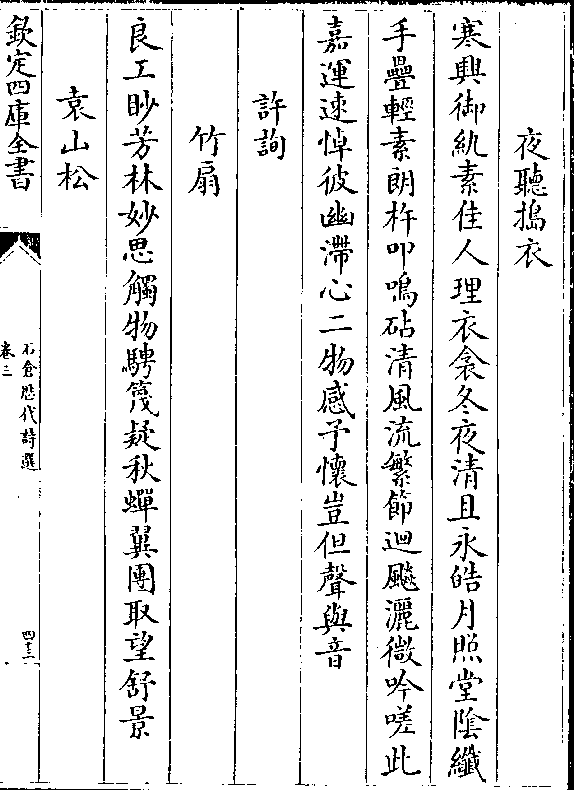 夜聽搗衣
寒興御紈素佳人理衣衾冬夜清且永皓月照堂陰纖
手疊輕素朗杵叩鳴砧清風流繁節迴飇灑微吟嗟此
嘉運速悼彼幽滯心二物感予懷豈但聲與音
許詢
竹扇
良工眇芳林妙思觸物騁篾疑秋蟬翼團取望舒景
袁山松
欽定四庫全書
石倉歷代詩選
卷三
四十三